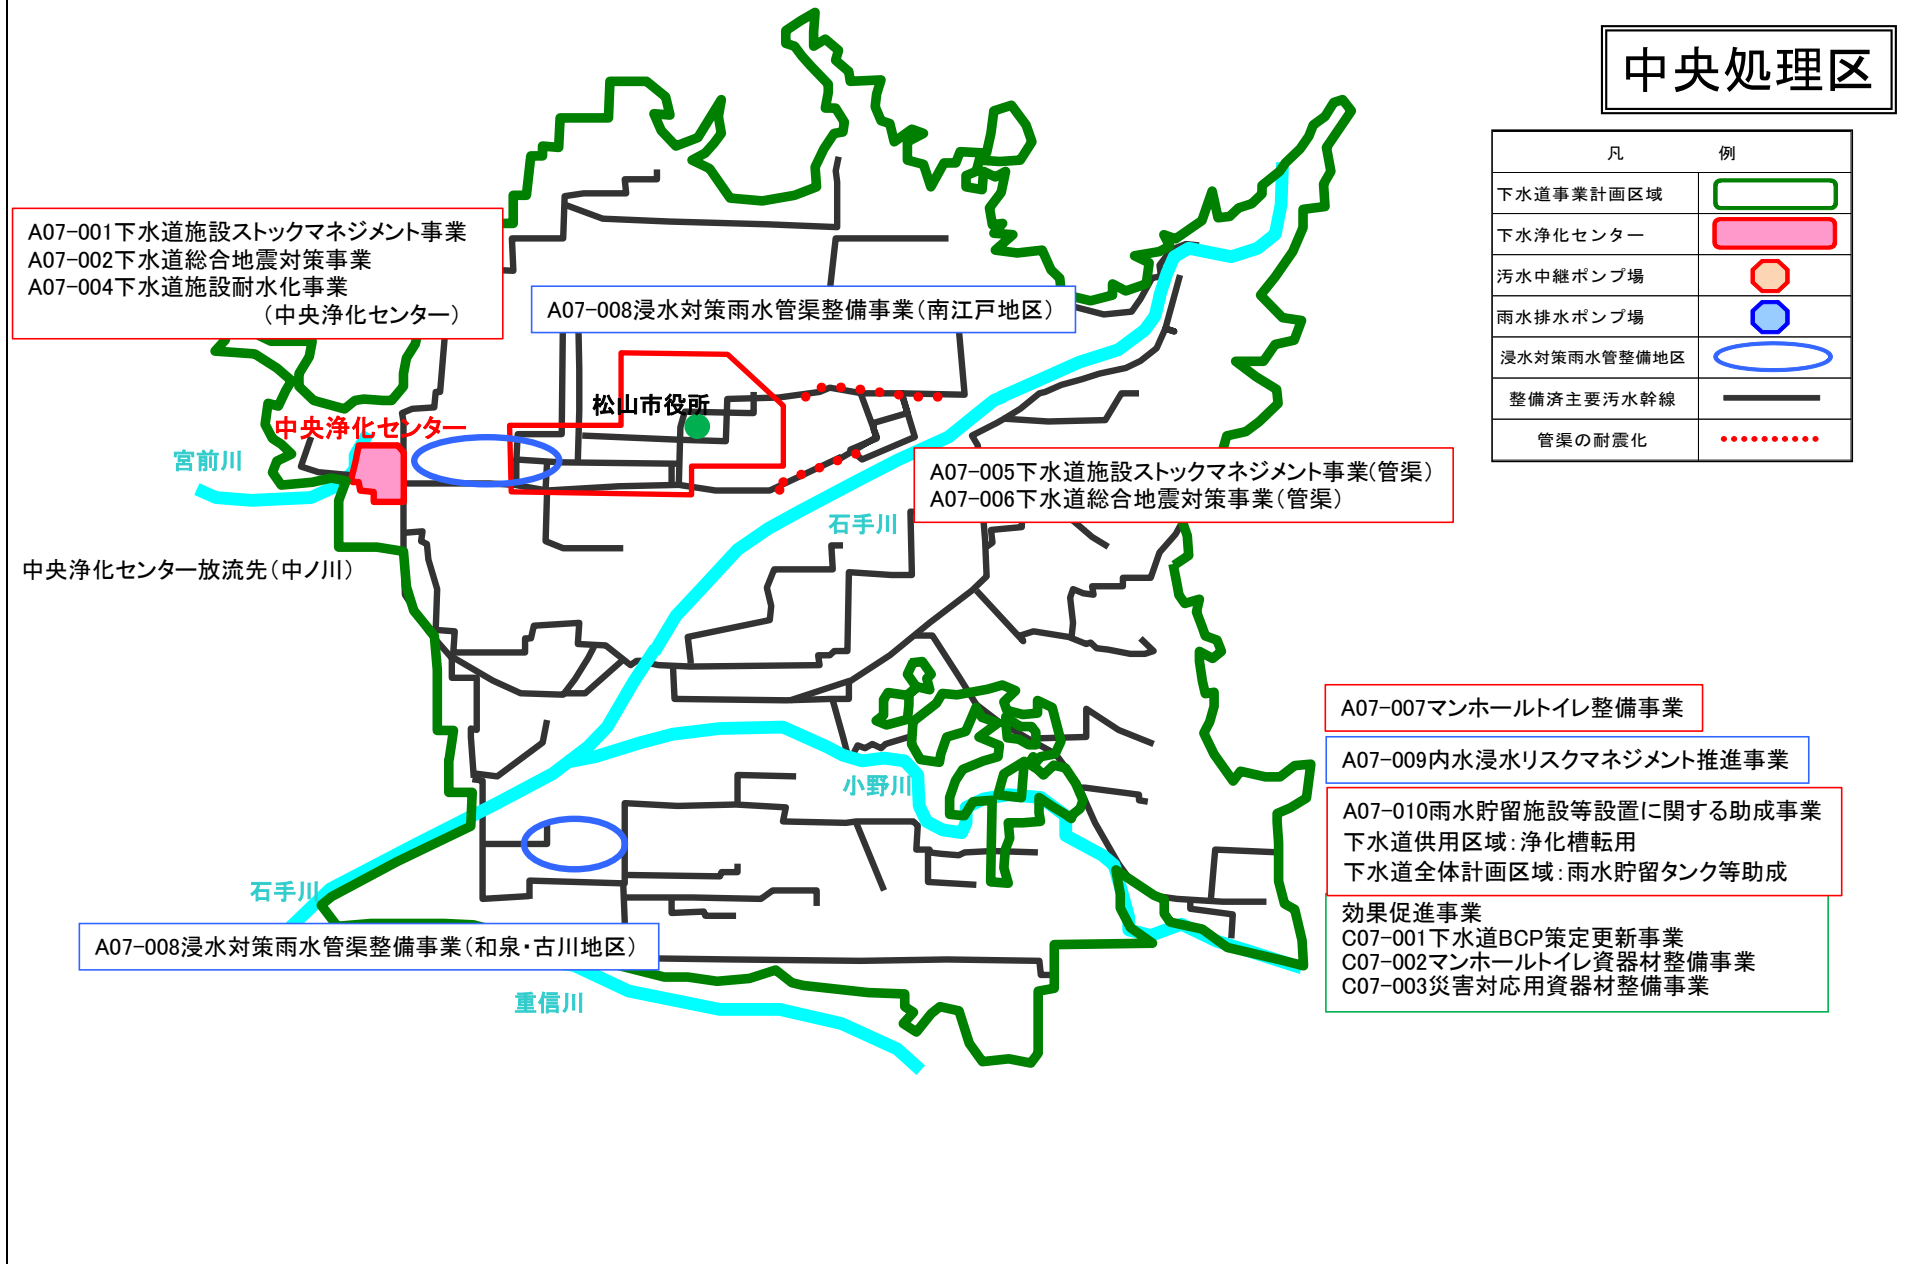 中央処理区
凡 例
下水道事業計画区域
下水浄化センター
汚水中継ポンプ場
雨水排水ポンプ場
浸水対策雨水管整備地区
整備済主要汚水幹線
管渠の耐震化
A07-001下水道施設ストックマネジメント事業
A07-002下水道総合地震対策事業
A07-004下水道施設耐水化事業
（中央浄化センター）
A07-008浸水対策雨水管渠整備事業（南江戸地区）
松山市役所
中央浄化センター
宮前川
A07-005下水道施設ストックマネジメント事業（管渠）
A07-006下水道総合地震対策事業（管渠）
石手川
中央浄化センター放流先（中ノ川）
A07-007マンホールトイレ整備事業
A07-009内水浸水リスクマネジメント推進事業
小野川
A07-010雨水貯留施設等設置に関する助成事業
下水道供用区域：浄化槽転用
下水道全体計画区域：雨水貯留タンク等助成
石手川
効果促進事業
C07-001下水道BCP策定更新事業
C07-002マンホールトイレ資器材整備事業
C07-003災害対応用資器材整備事業
A07-008浸水対策雨水管渠整備事業（和泉・古川地区）
重信川